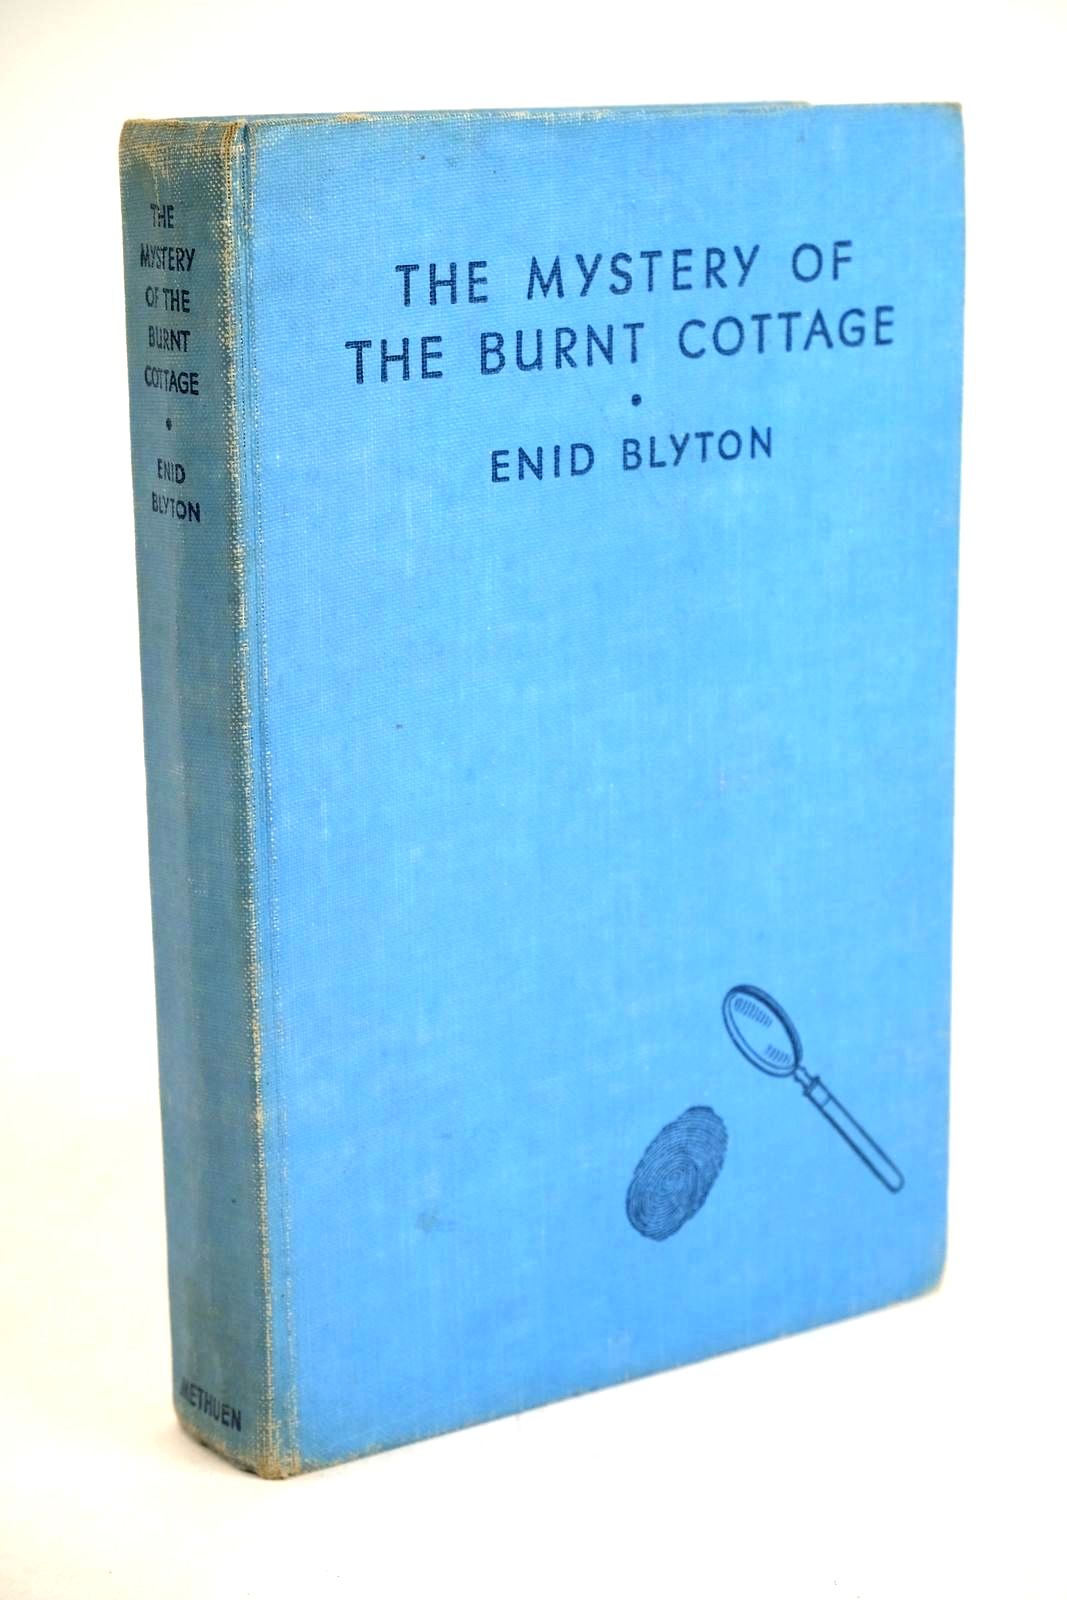 THE
MYSTERY
OF THE
BURNT
COTTAGE
•
ENID
BLYTON
METHUEN
THE MYSTERY OF
THE BURNT COTTAGE
•
ENID BLYTON